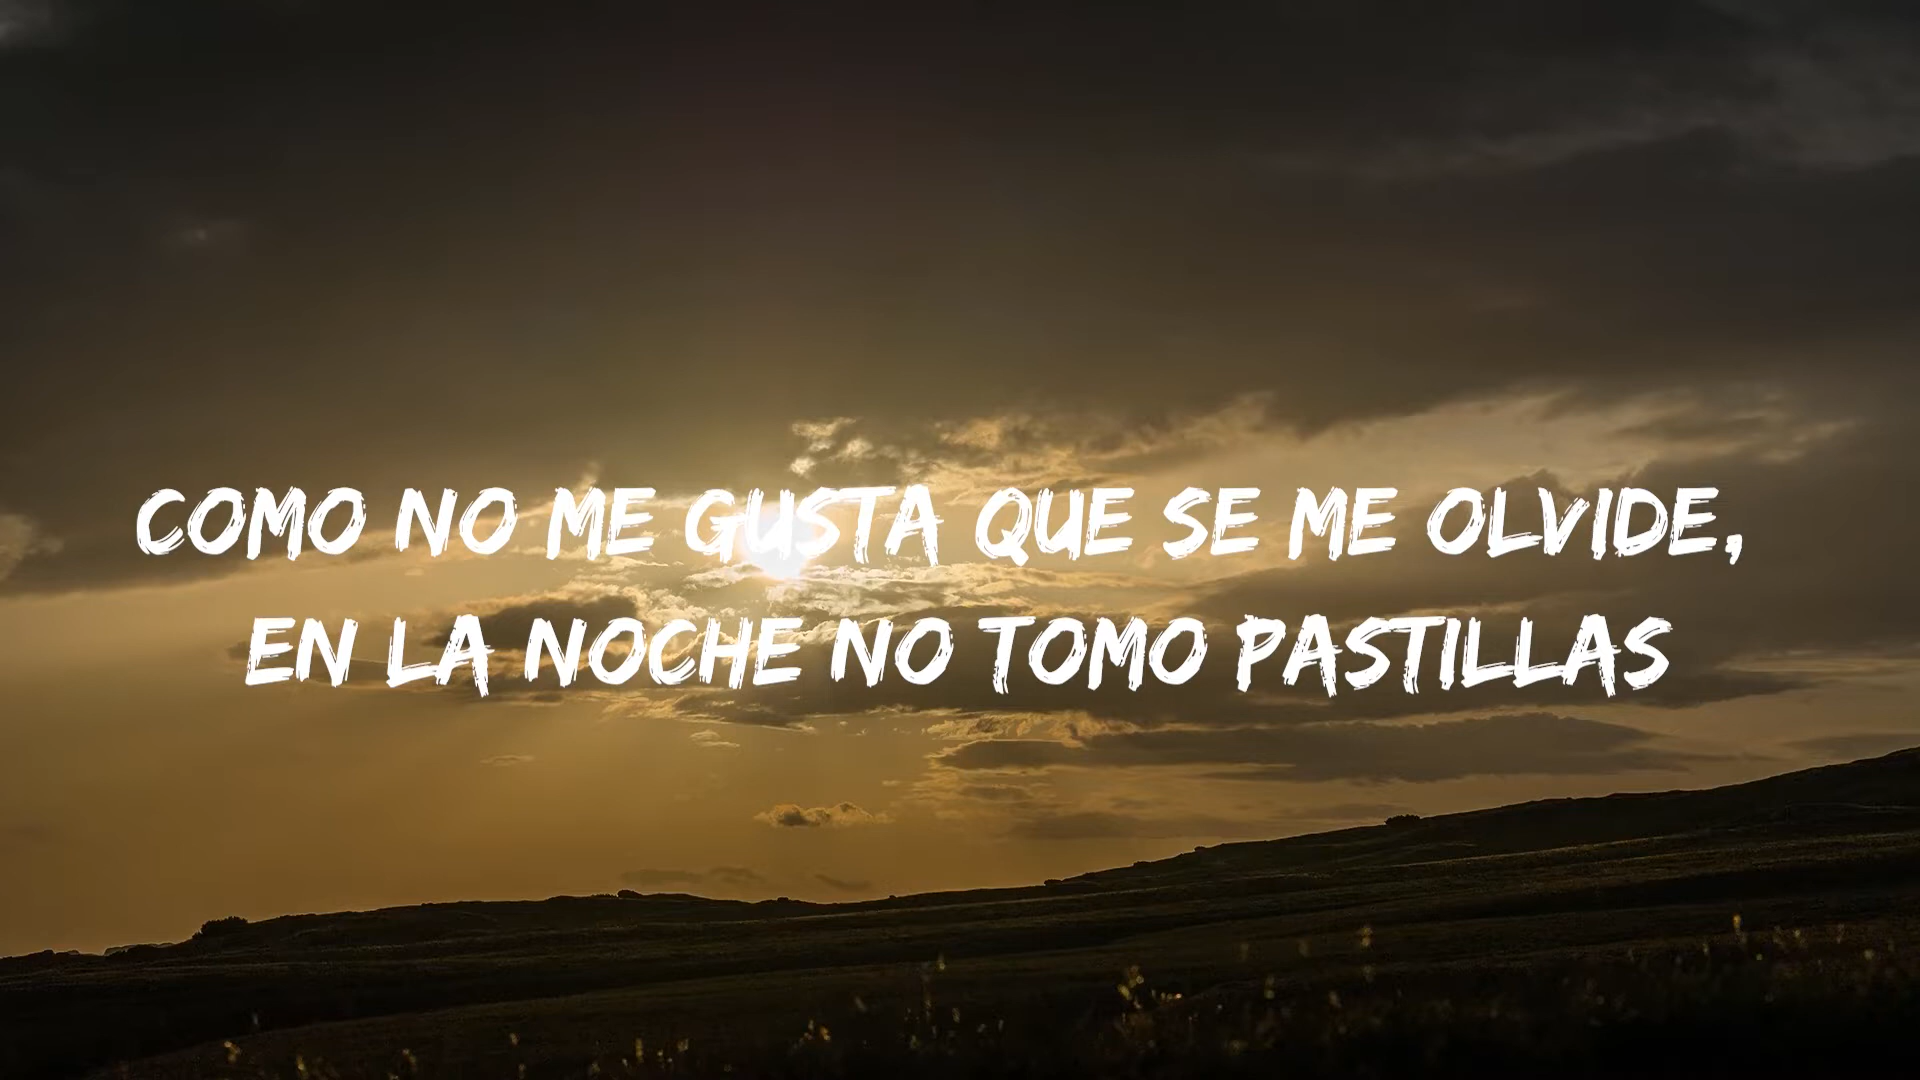 COMO NO ME GUSTA QUE SE ME OLVIDE,
EN LA NOCHE NO TOMO PASTILLAS